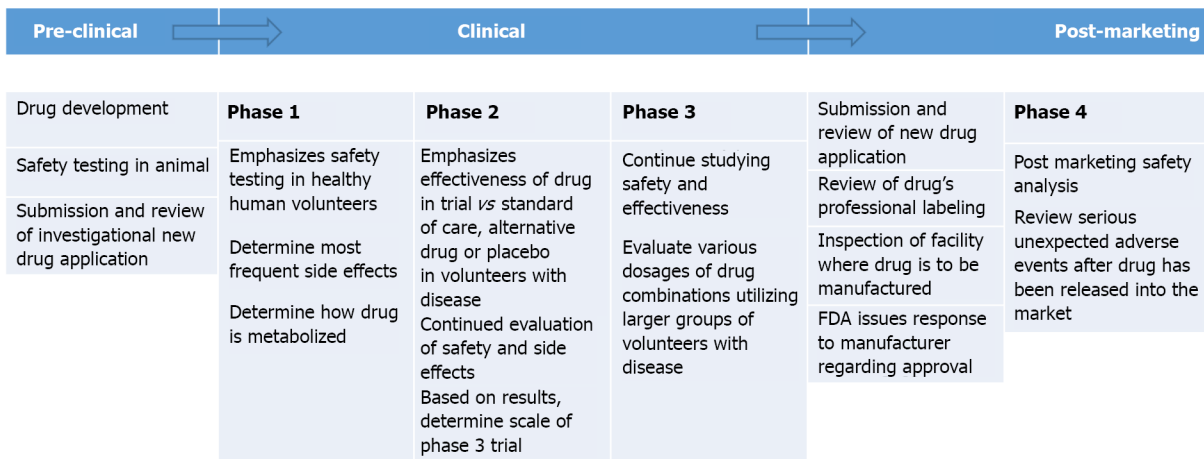 Pre-clinical
Clinical
Post-marketing
Drug development
Safety testing in animal
Submission and review
of investigational new
drug application
Phase 1
Emphasizes safety
testing in healthy
human volunteers
Determine most
frequent side effects
Determine how drug
is metabolized
Phase 2
Emphasizes
effectiveness of drug
in trial vs standard
of care, alternative
drug or placebo
in volunteers with
disease
Continued evaluation
of safety and side
effects
Based on results,
determine scale of
phase 3 trial
Phase 3
Continue studying
safety and
effectiveness
Evaluate various
dosages of drug
combinations utilizing
larger groups of
volunteers with
disease
Submission and
review of new drug
application
Review of drug’s
professional labeling
Inspection of facility
where drug is to be
manufactured
FDA issues response
to manufacturer
regarding approval
Phase 4
Post marketing safety
analysis
Review serious
unexpected adverse
events after drug has
been released into the
market